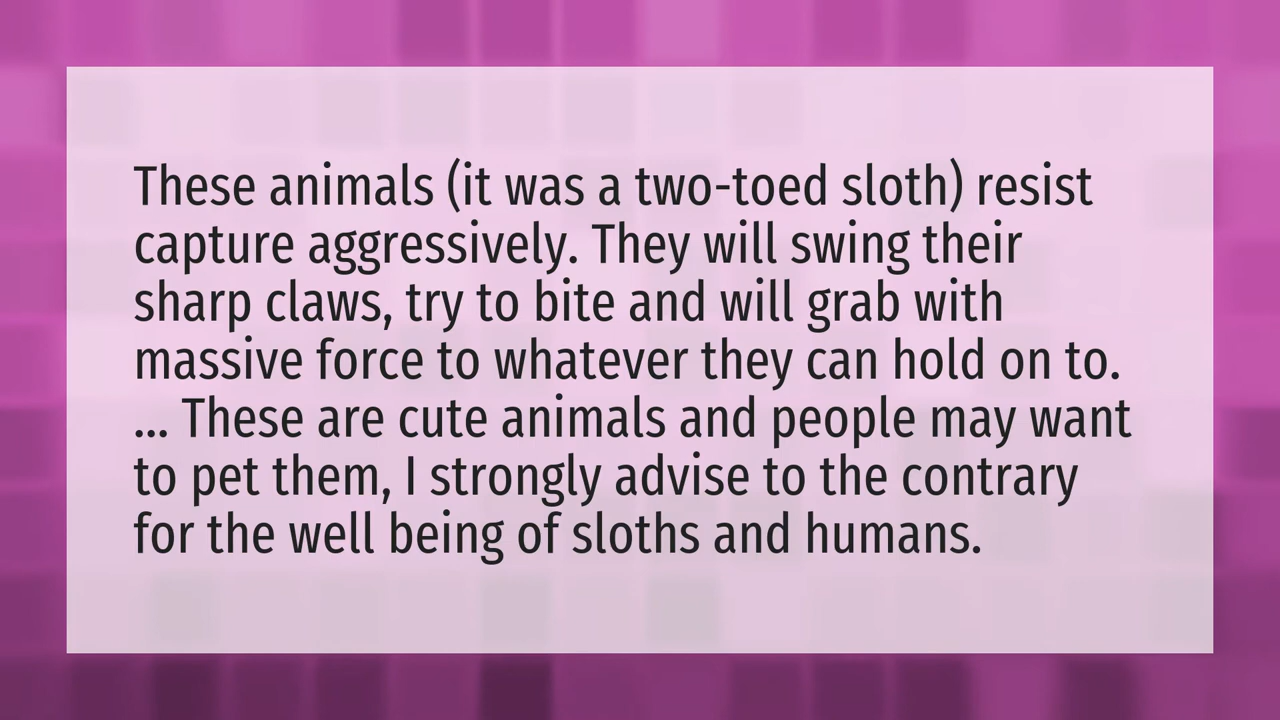 These animals (it was a two-toed sloth) resist
capture aggressively. They will swing their
sharp claws, try to bite and will grab with
massive force to whatever they can hold on to.
... These are cute animals and people may want
to pet them, I strongly advise to the contrary
for the well being of sloths and humans.